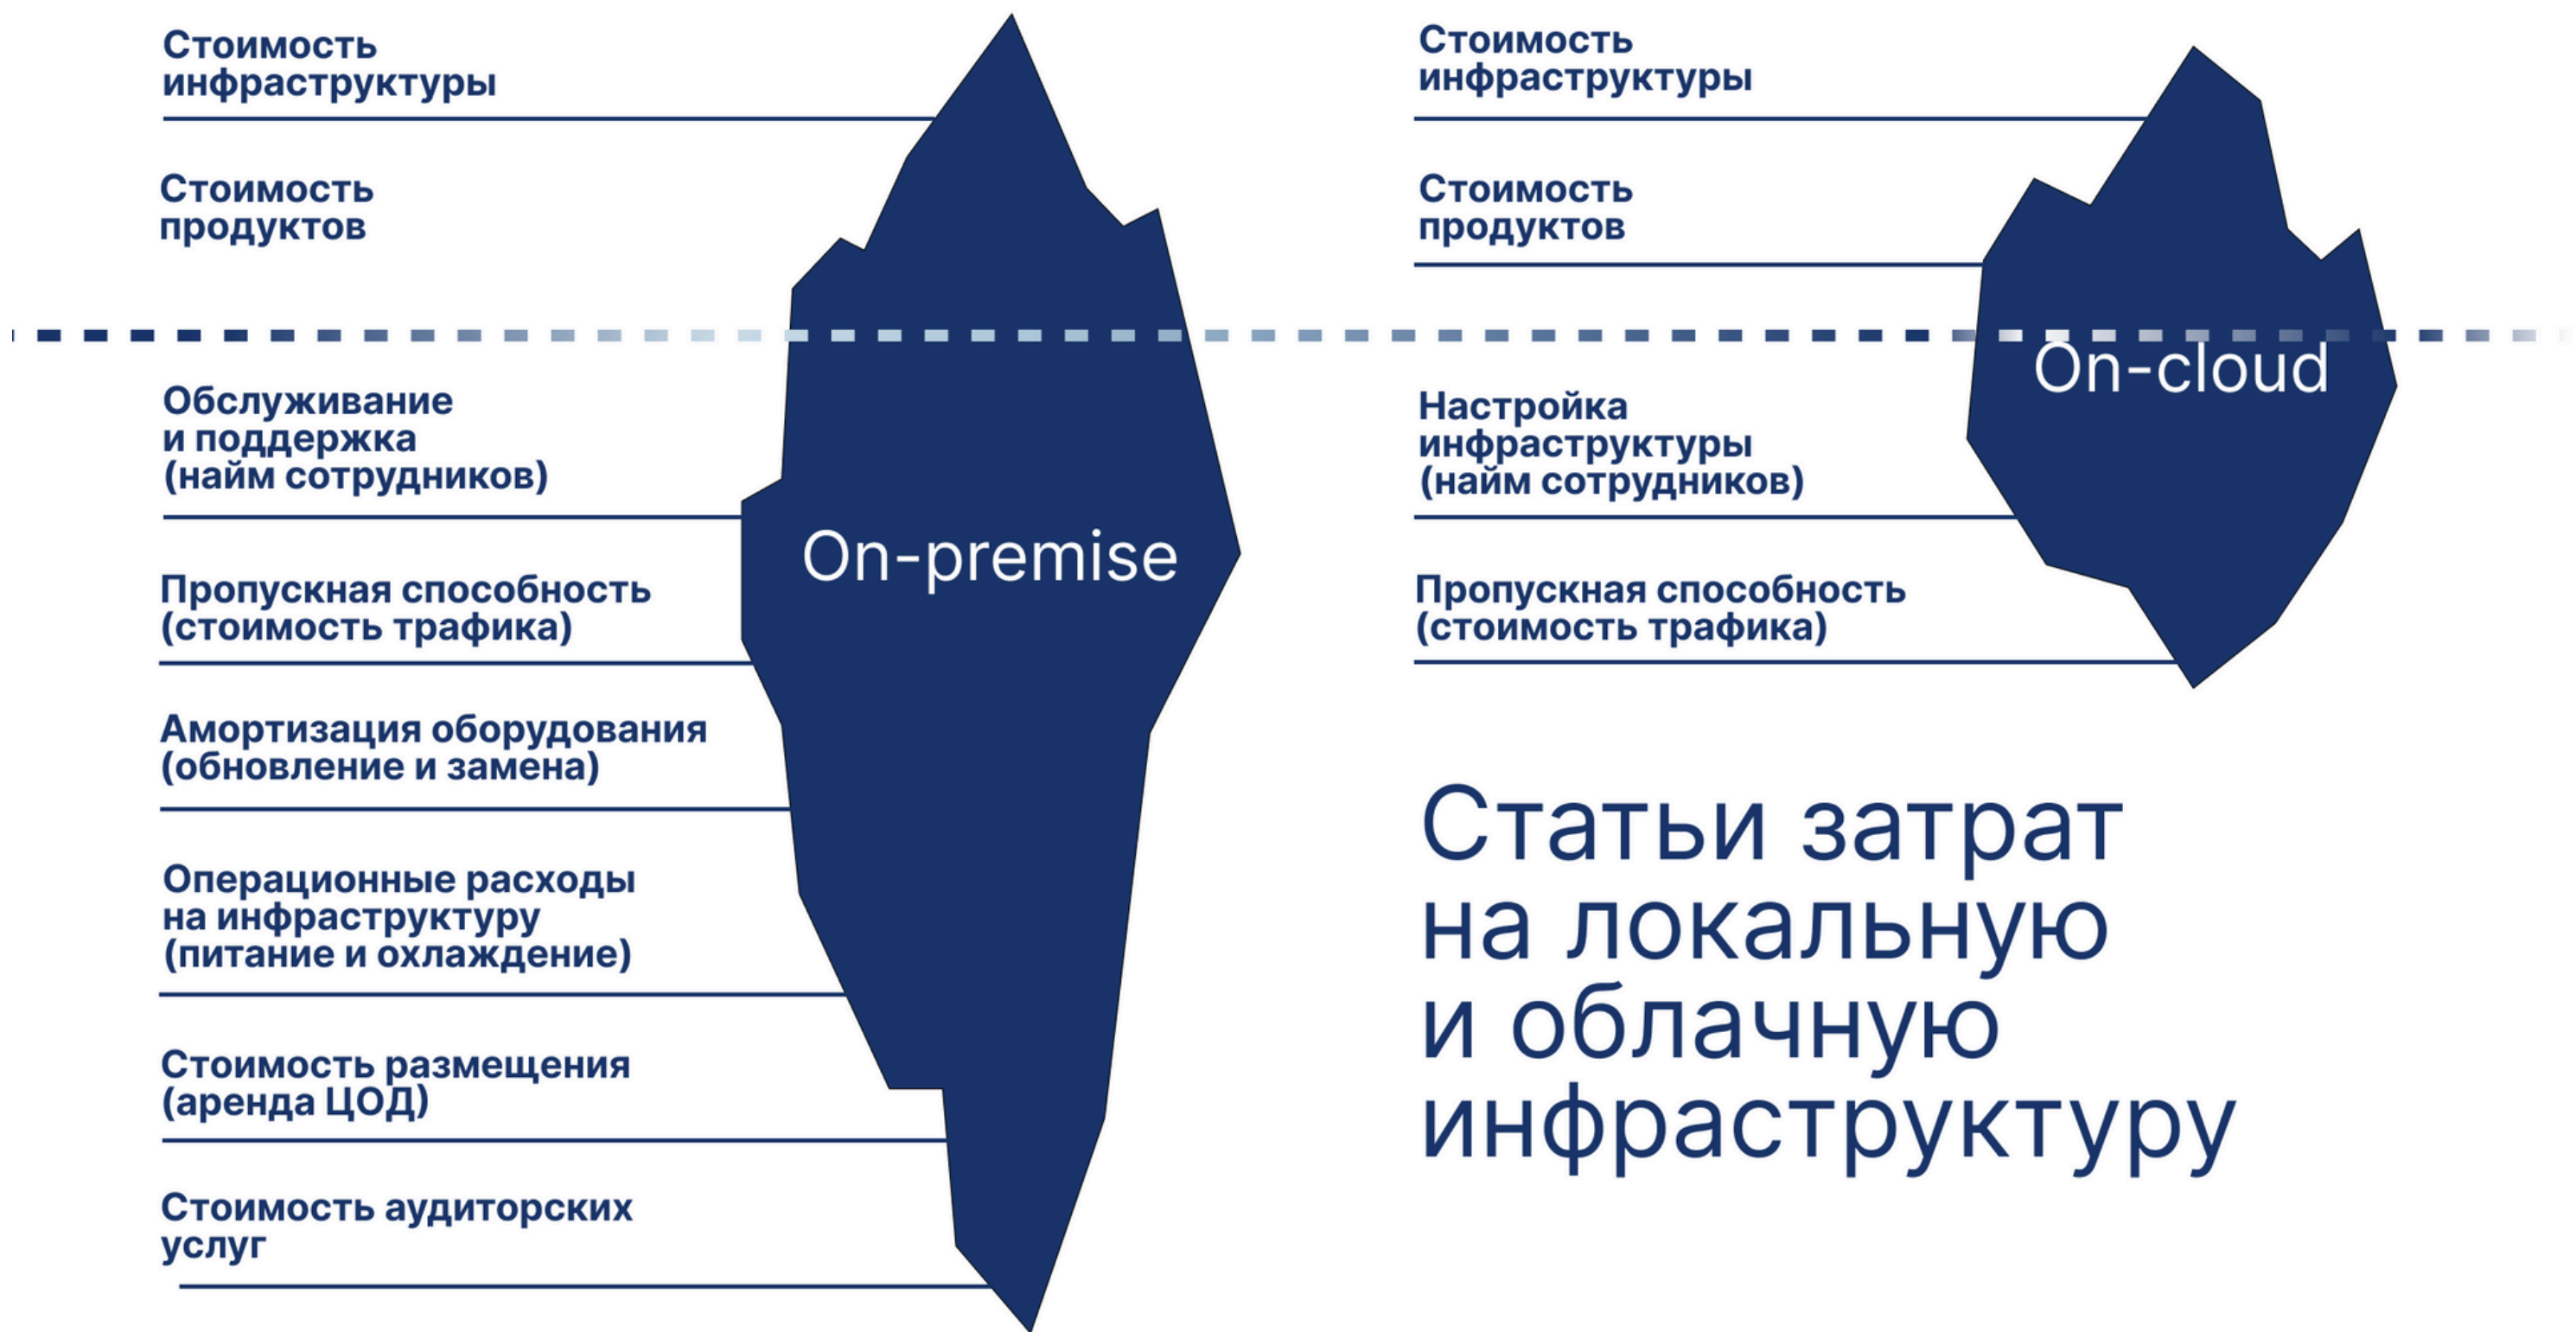 Стоимость
инфраструктуры
Стоимость
продуктов
Обслуживание
и поддержка
(найм сотрудников)
Пропускная способность
(стоимость трафика)
Амортизация оборудования
(обновление и замена)
Операционные расходы
на инфраструктуру
(питание и охлаждение)
Стоимость размещения
(аренда ЦОД)
Стоимость аудиторских
услуг
On-premise
Стоимость
инфраструктуры
Стоимость
продуктов
Настройка
инфраструктуры
(найм сотрудников)
Пропускная способность
(стоимость трафика)
On-cloud
Статьи затрат
на локальную
и облачную
инфраструктуру